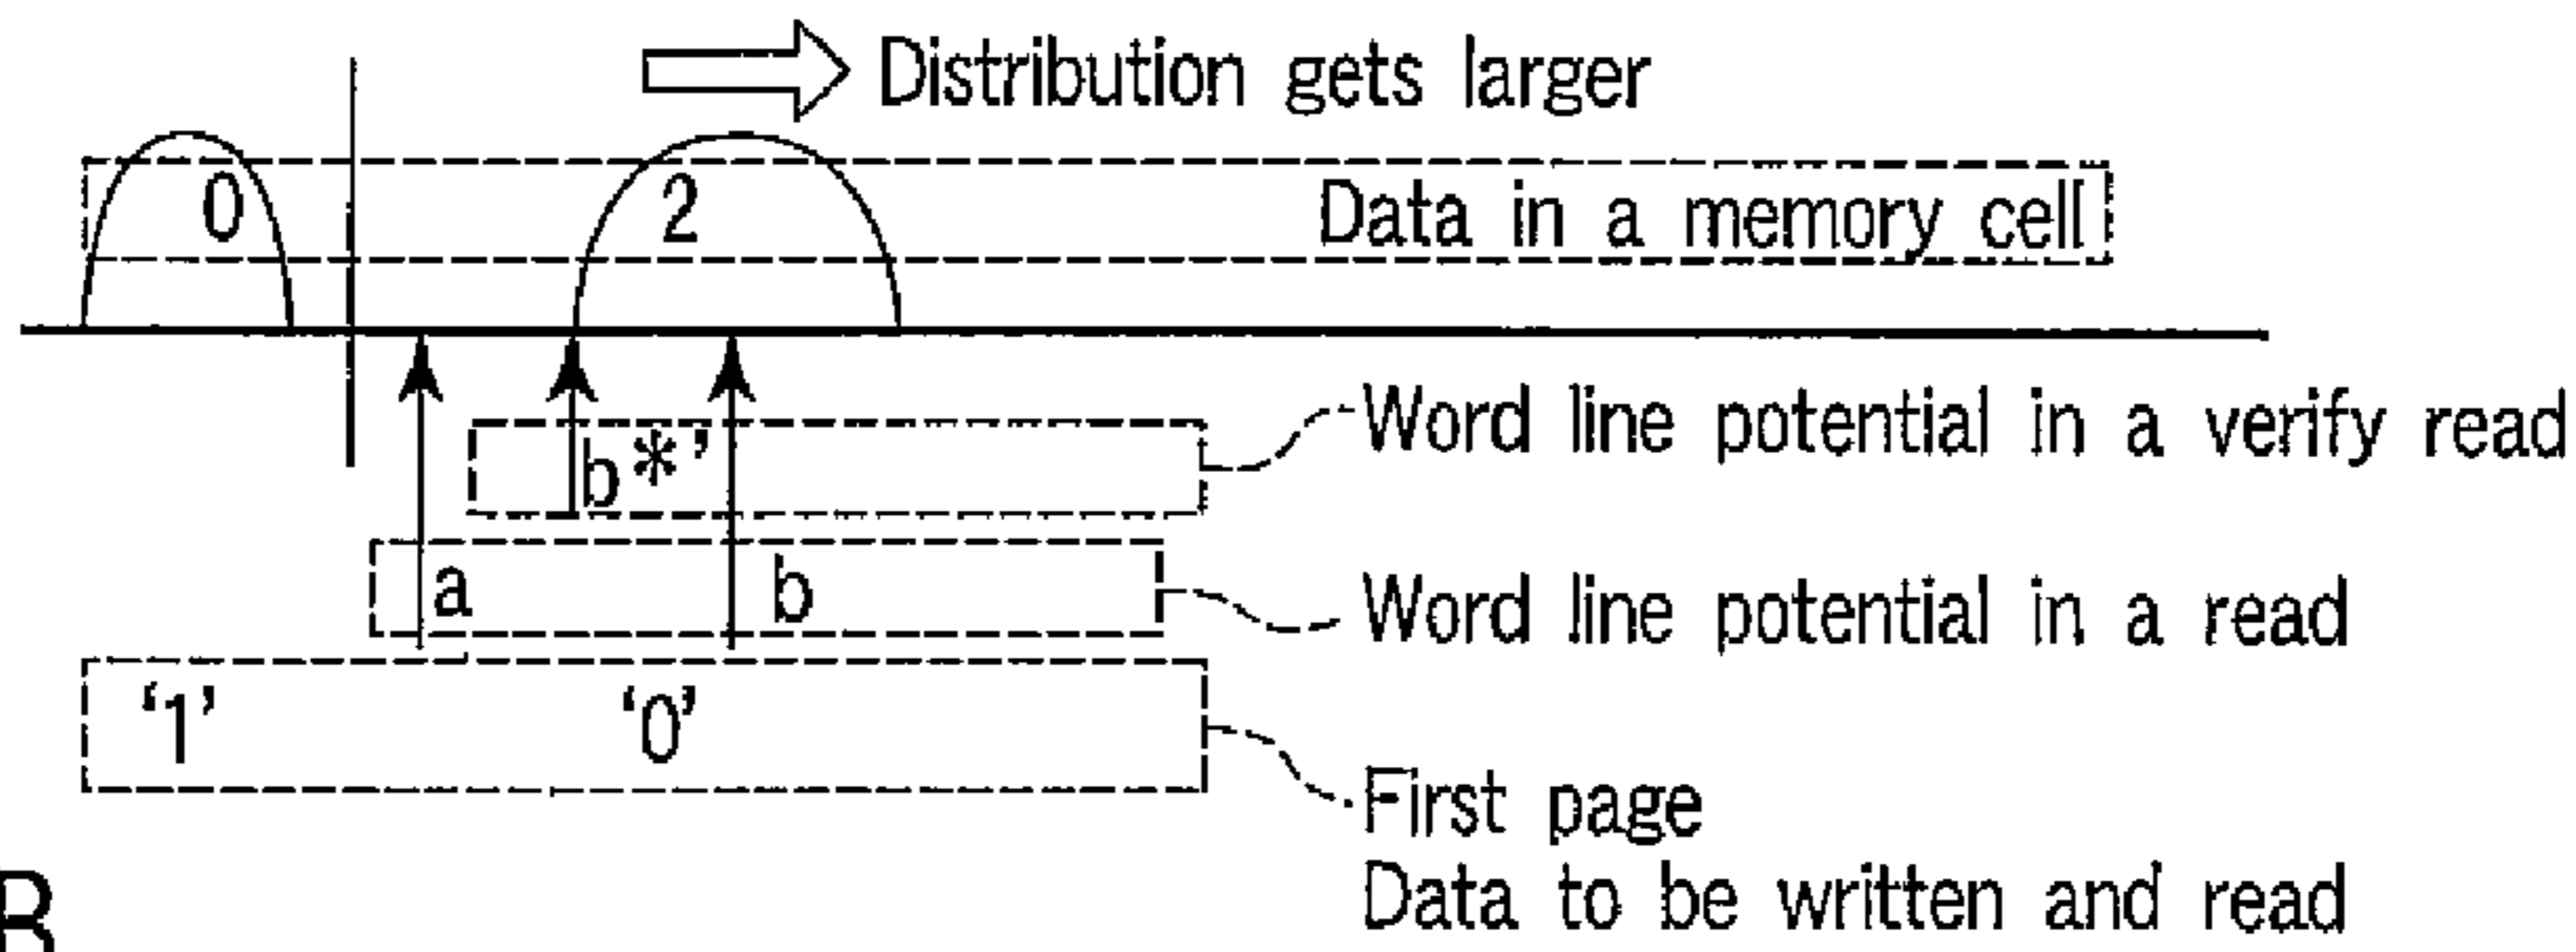 Distribution gets larger
0 2 Data in a memory cell
b*’ Word line potential in a verify read
a b Word line potential in a read
‘1’ ‘0’
First page
Data to be written and read
B